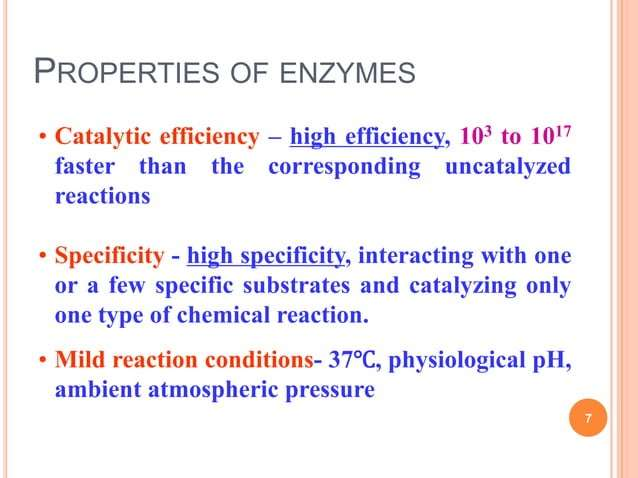 PROPERTIES OF ENZYMES
• Catalytic efficiency – high efficiency, 10³ to 10¹⁷
faster than the corresponding uncatalyzed
reactions
• Specificity - high specificity, interacting with one
or a few specific substrates and catalyzing only
one type of chemical reaction.
• Mild reaction conditions- 37℃, physiological pH,
ambient atmospheric pressure
7